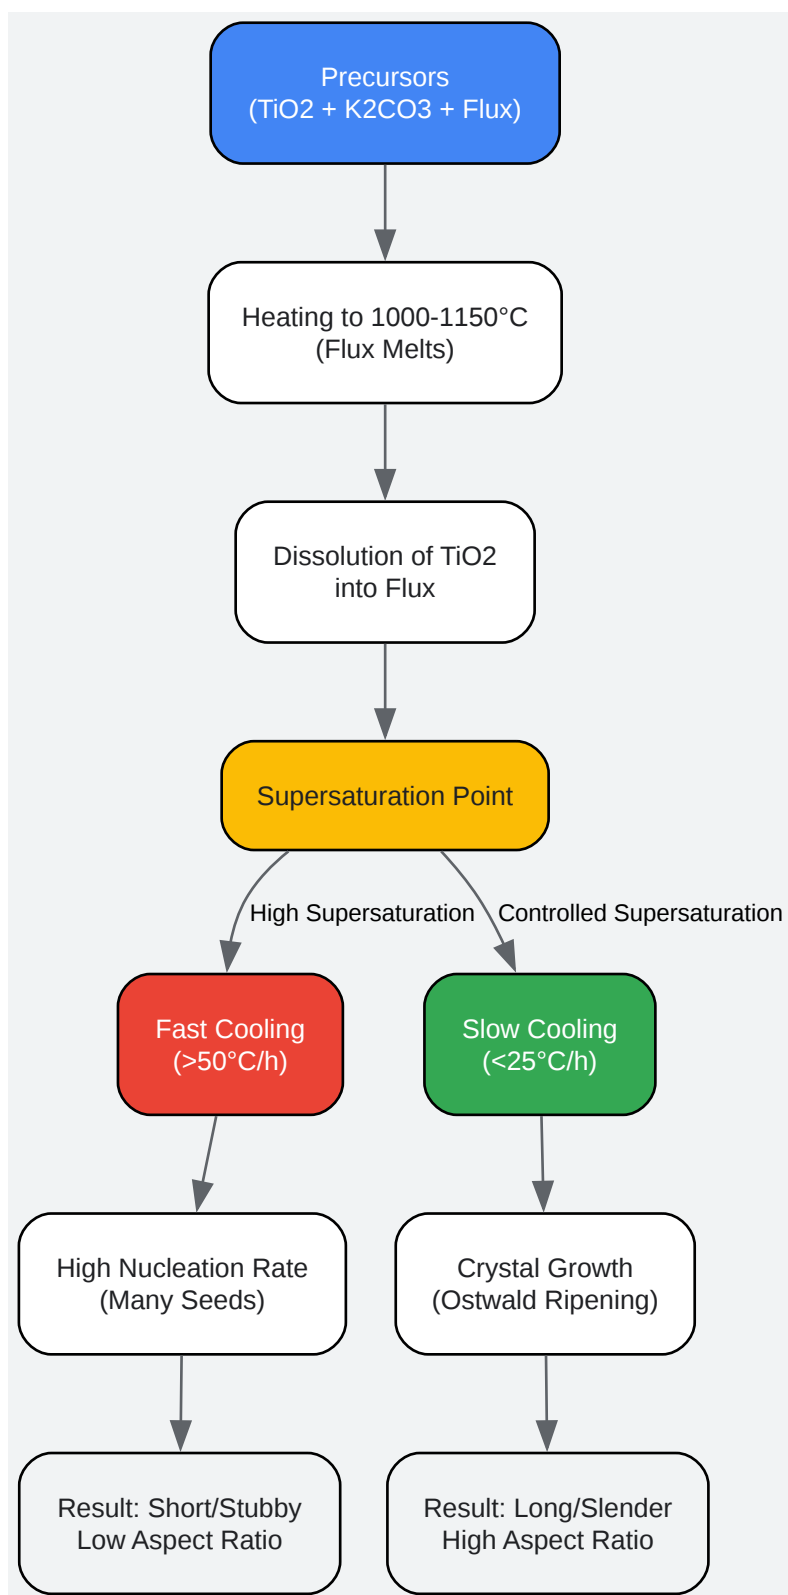 Precursors
(TiO2 + K2CO3 + Flux)
Heating to 1000-1150°C
(Flux Melts)
Dissolution of TiO2
into Flux
Supersaturation Point
High Supersaturation
Controlled Supersaturation
Fast Cooling
(>50°C/h)
Slow Cooling
(<25°C/h)
High Nucleation Rate
(Many Seeds)
Crystal Growth
(Ostwald Ripening)
Result: Short/Stubby
Low Aspect Ratio
Result: Long/Slender
High Aspect Ratio